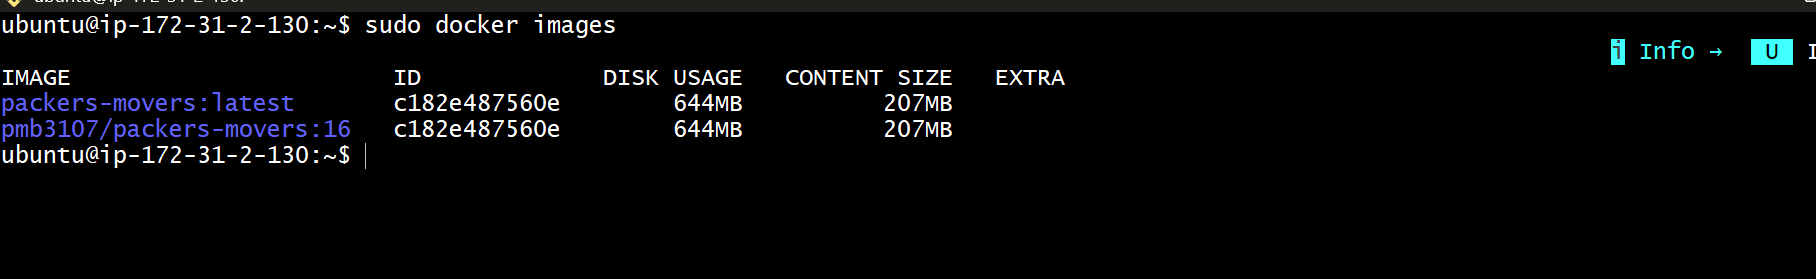 ubuntu@ip-172-31-2-130:~$ sudo docker images
i Info → U
IMAGE ID DISK USAGE CONTENT SIZE EXTRA
packers-movers:latest c182e487560e 644MB 207MB
pmb3107/packers-movers:16 c182e487560e 644MB 207MB
ubuntu@ip-172-31-2-130:~$